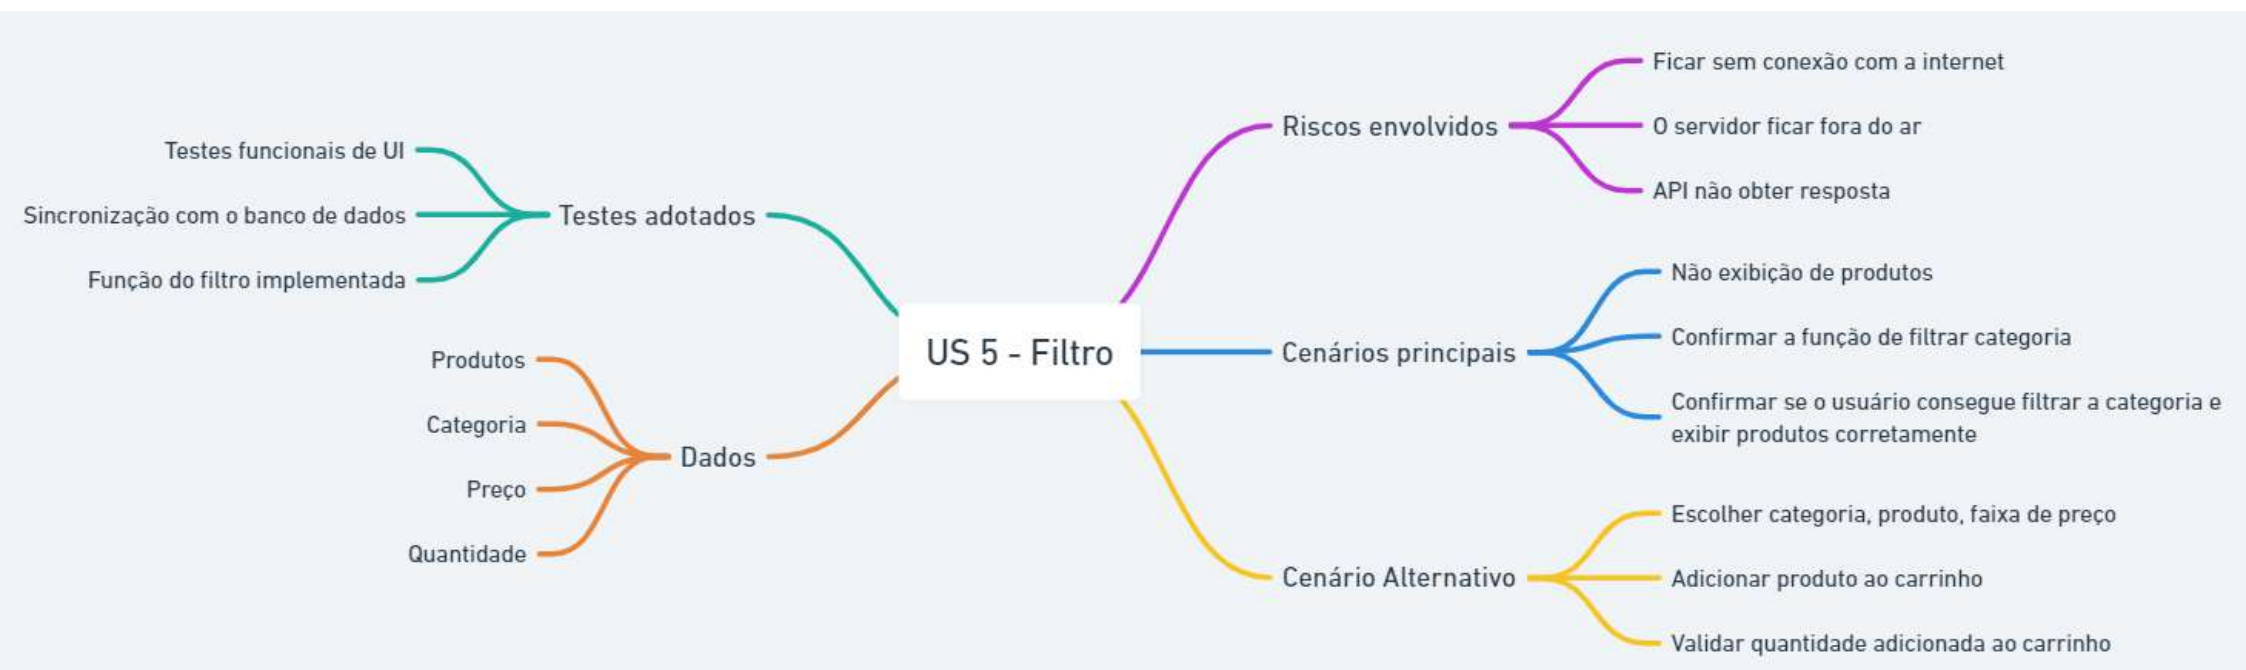 US 5 - Filtro
Testes adotados
Testes funcionais de UI
Sincronização com o banco de dados
Função do filtro implementada
Dados
Produtos
Categoria
Preço
Quantidade
Riscos envolvidos
Ficar sem conexão com a internet
O servidor ficar fora do ar
API não obter resposta
Cenários principais
Não exibição de produtos
Confirmar a função de filtrar categoria
Confirmar se o usuário consegue filtrar a categoria e
exibir produtos corretamente
Cenário Alternativo
Escolher categoria, produto, faixa de preço
Adicionar produto ao carrinho
Validar quantidade adicionada ao carrinho